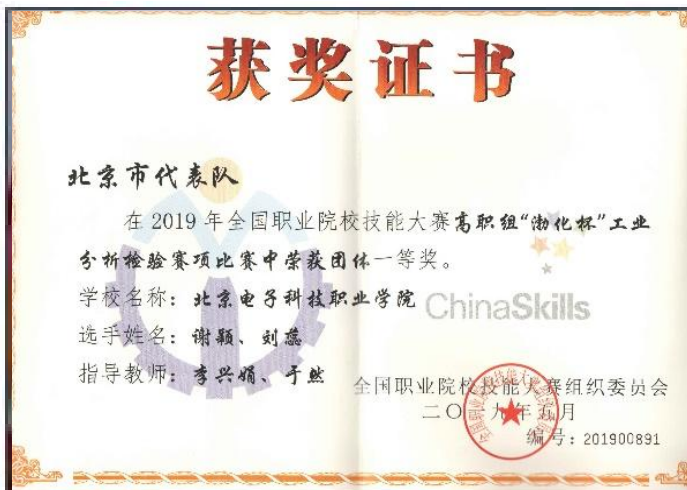 获奖证书
北京市代表队
在2019年全国职业院校技能大赛高职组“渤化杯”工业
分析检验赛项比赛中荣获团体一等奖。
学校名称：北京电子科技职业学院
ChinaSkills
选手姓名：谢颖、刘蕊
指导教师：李兴娟、于然
全国职业院校技能大赛组织委员会
二〇一九年五月
编号：201900891